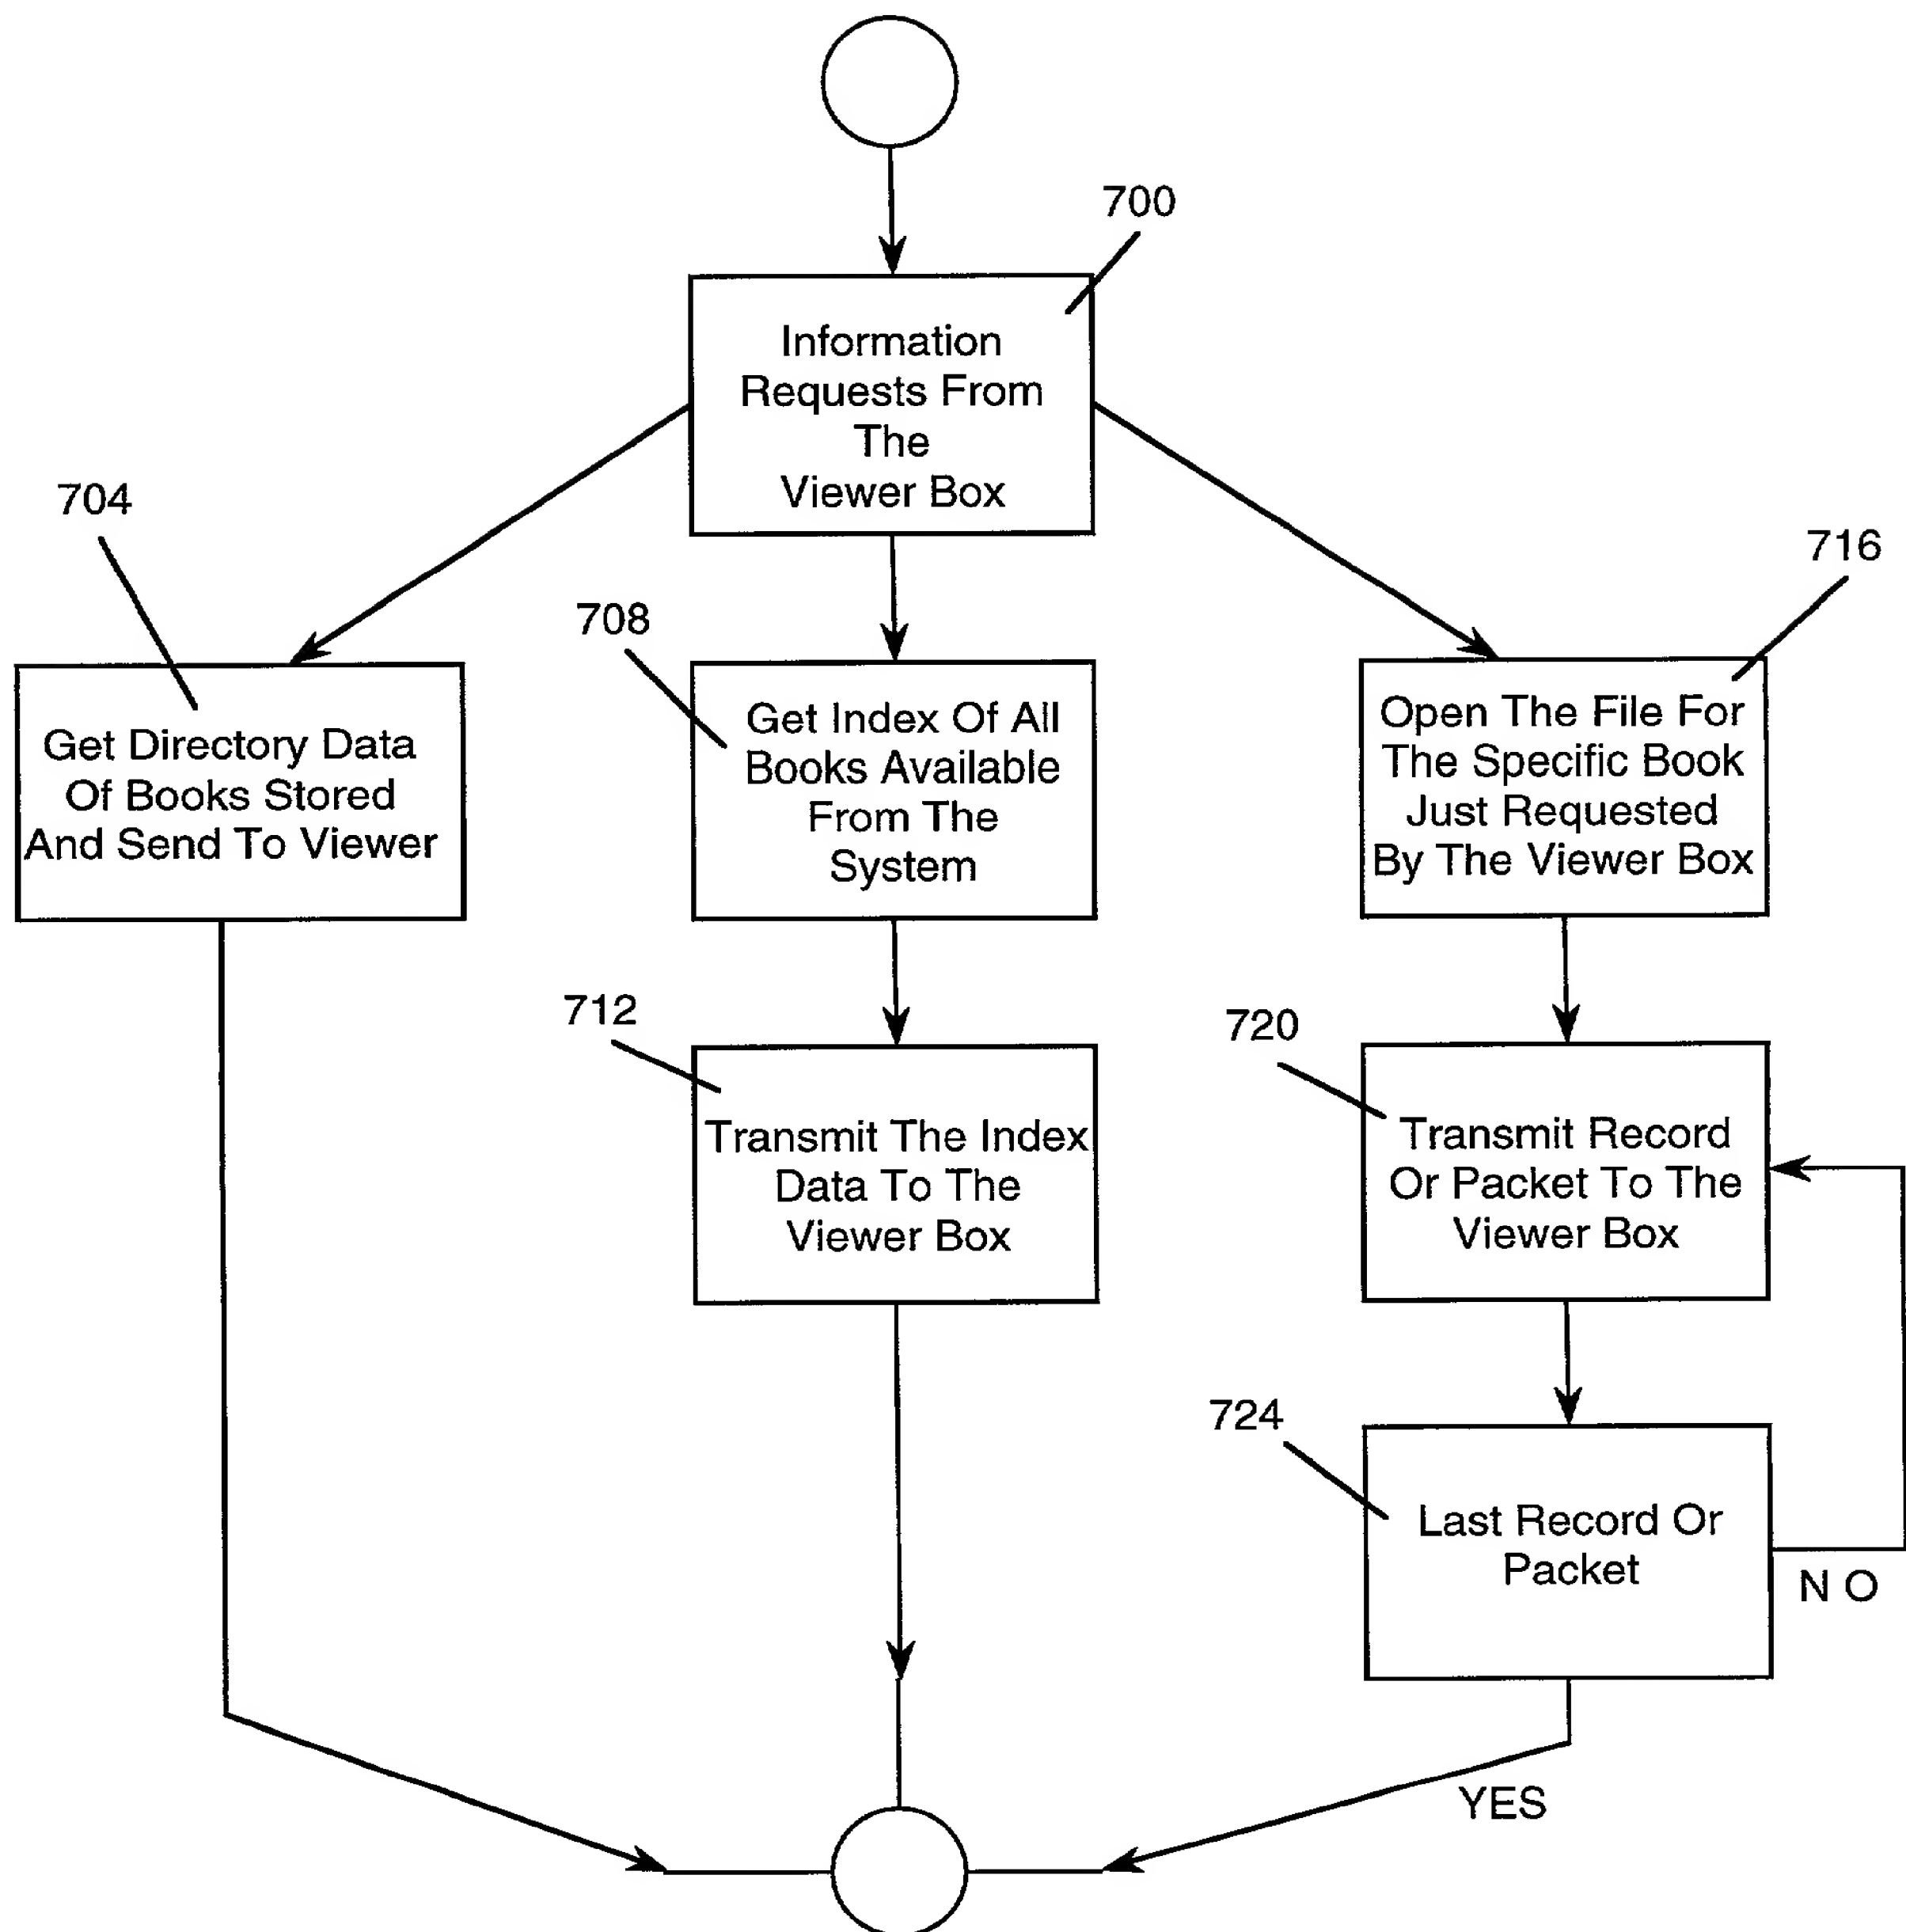 700
Information
Requests From
The
Viewer Box
704
Get Directory Data
Of Books Stored
And Send To Viewer
708
Get Index Of All
Books Available
From The
System
716
Open The File For
The Specific Book
Just Requested
By The Viewer Box
712
Transmit The Index
Data To The
Viewer Box
720
Transmit Record
Or Packet To The
Viewer Box
724
Last Record Or
Packet
NO
YES